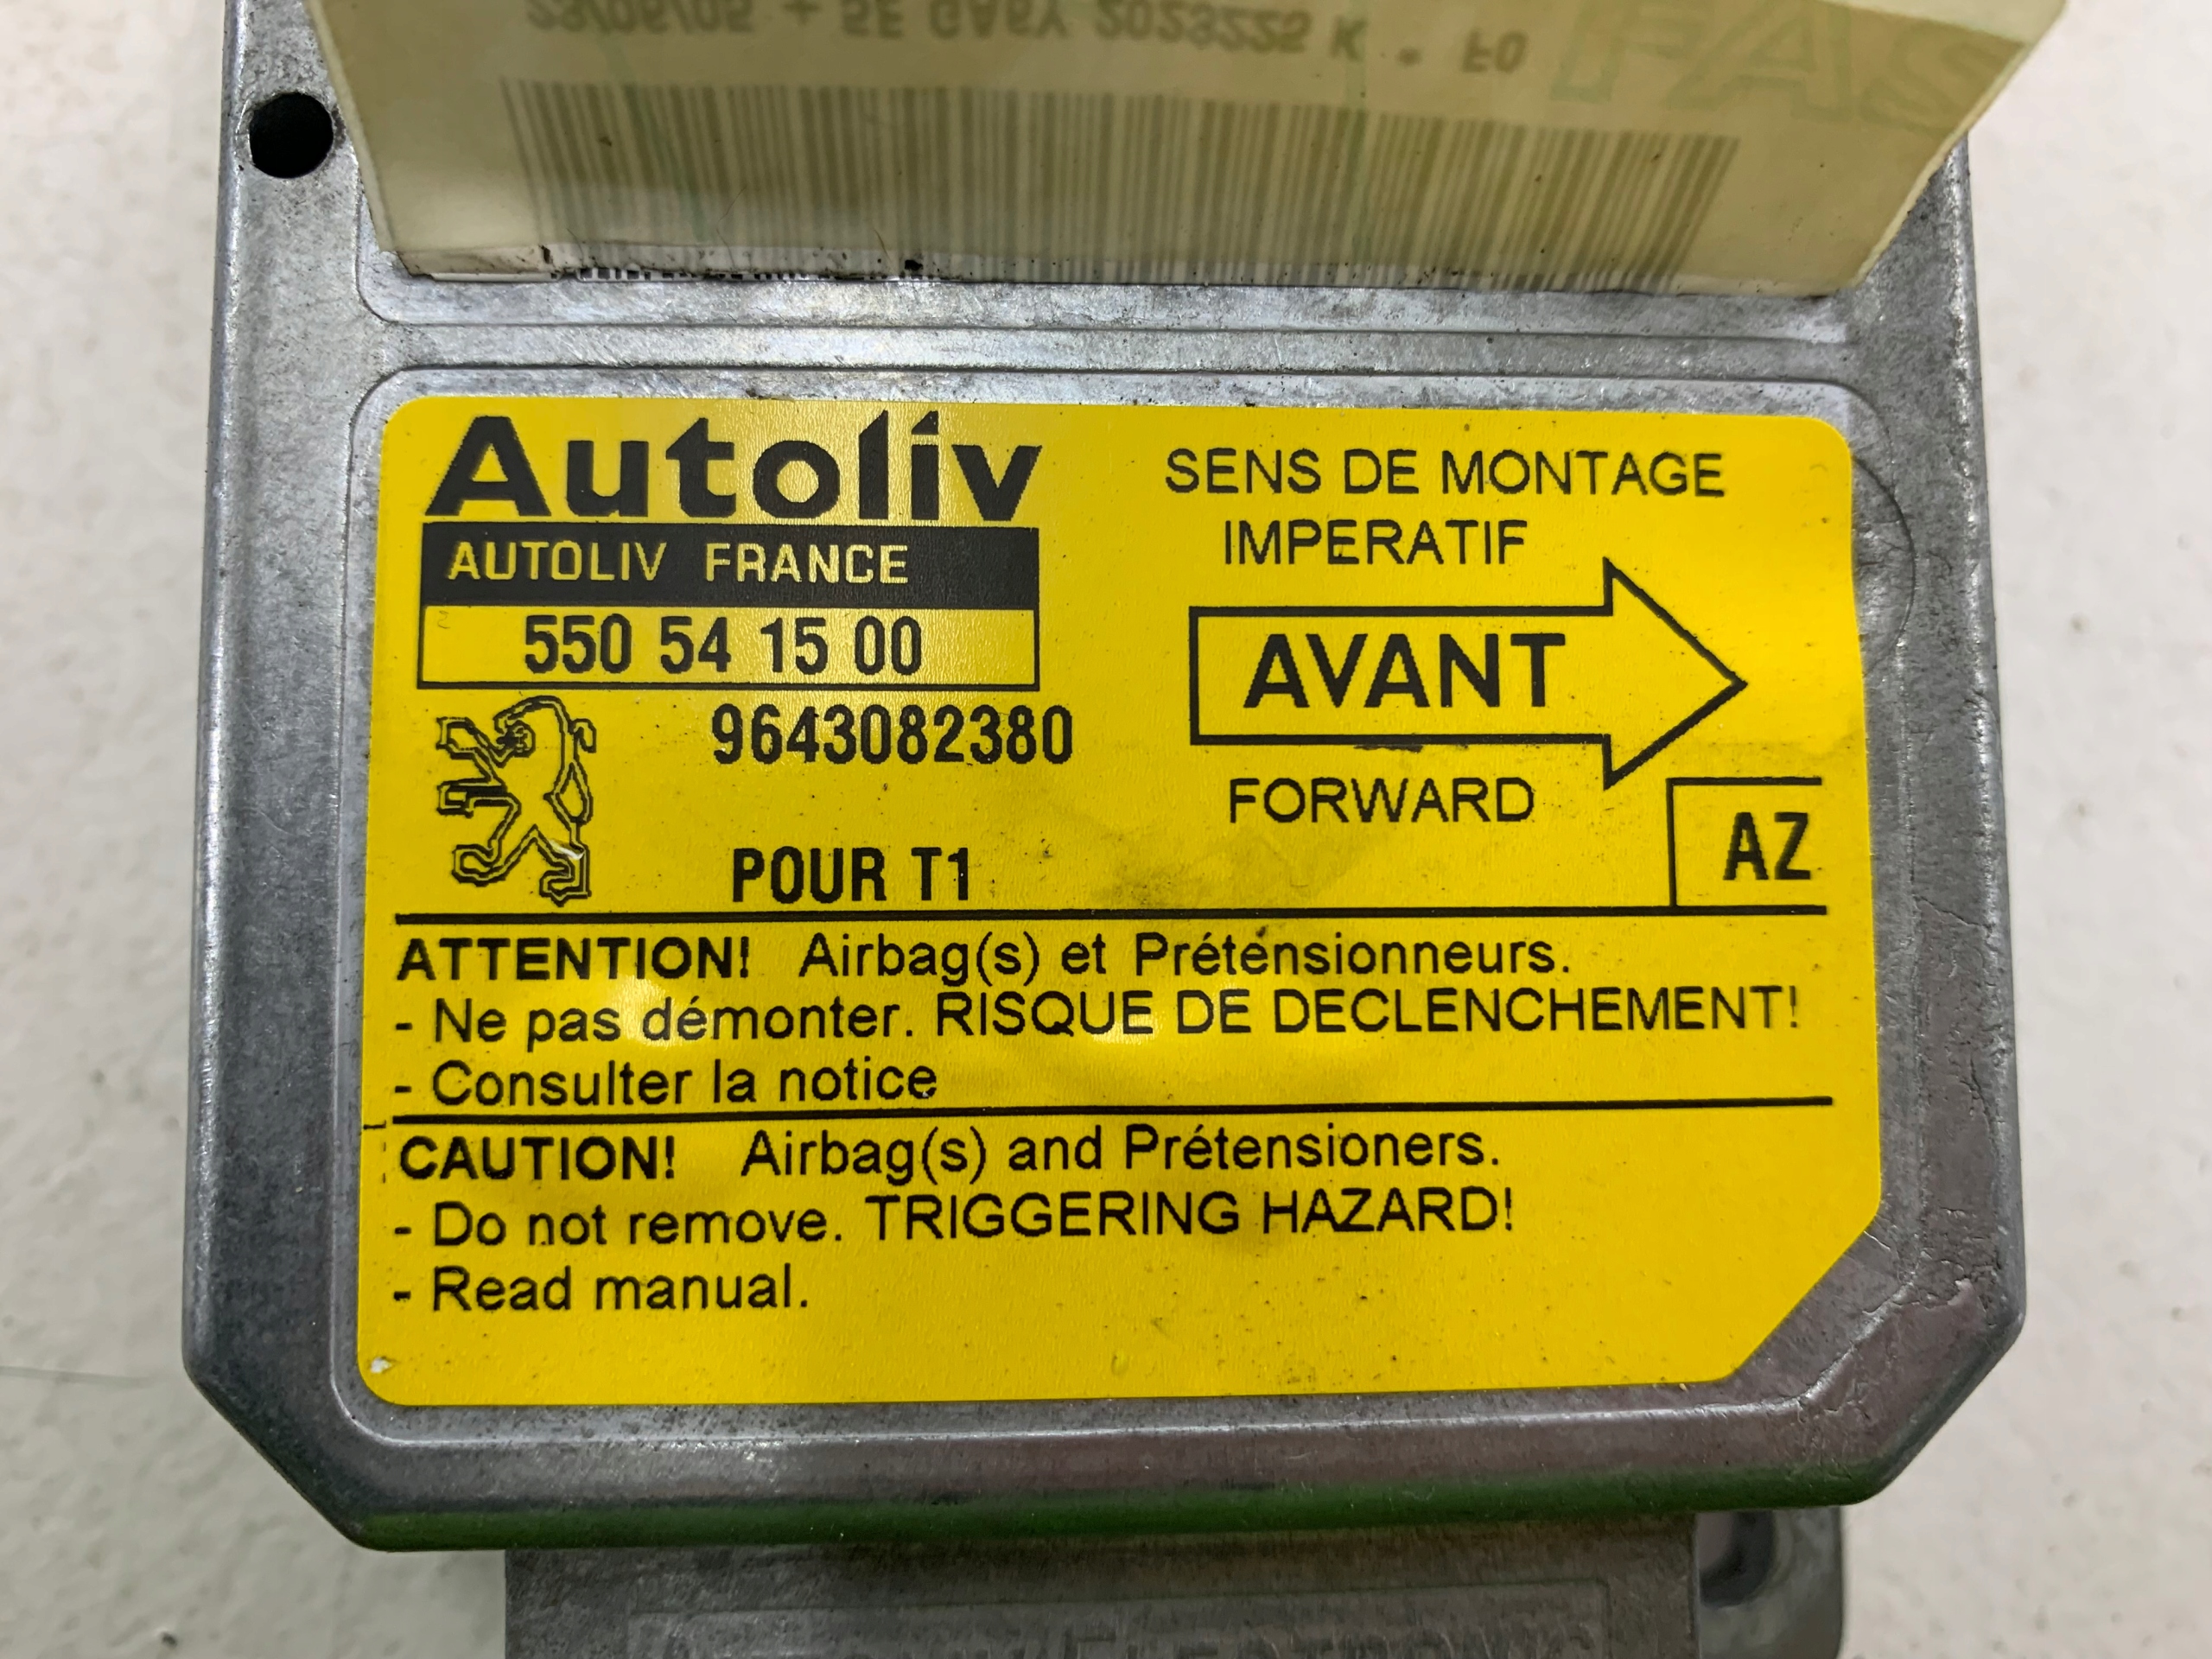 Autoliv
AUTOLIV FRANCE
550 54 15 00
9643082380
POUR T1
SENS DE MONTAGE
IMPERATIF
AVANT
FORWARD
AZ
ATTENTION! Airbag(s) et Prétensionneurs.
- Ne pas démonter. RISQUE DE DECLENCHEMENT!
- Consulter la notice
CAUTION! Airbag(s) and Prétensioners.
- Do not remove. TRIGGERING HAZARD!
- Read manual.